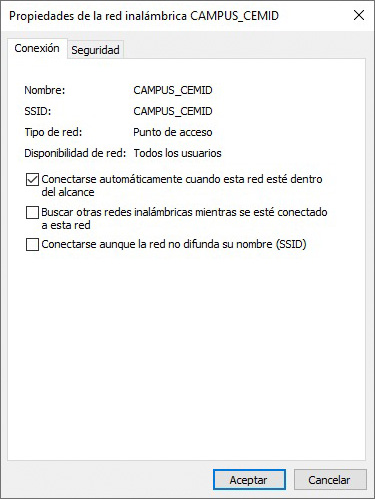 Propiedades de la red inalámbrica CAMPUS_CEMID
Conexión Seguridad
Nombre: CAMPUS_CEMID
SSID: CAMPUS_CEMID
Tipo de red: Punto de acceso
Disponibilidad de red: Todos los usuarios
Conectarse automáticamente cuando esta red esté dentro
del alcance
Buscar otras redes inalámbricas mientras se esté conectado
a esta red
Conectarse aunque la red no difunda su nombre (SSID)
Aceptar Cancelar